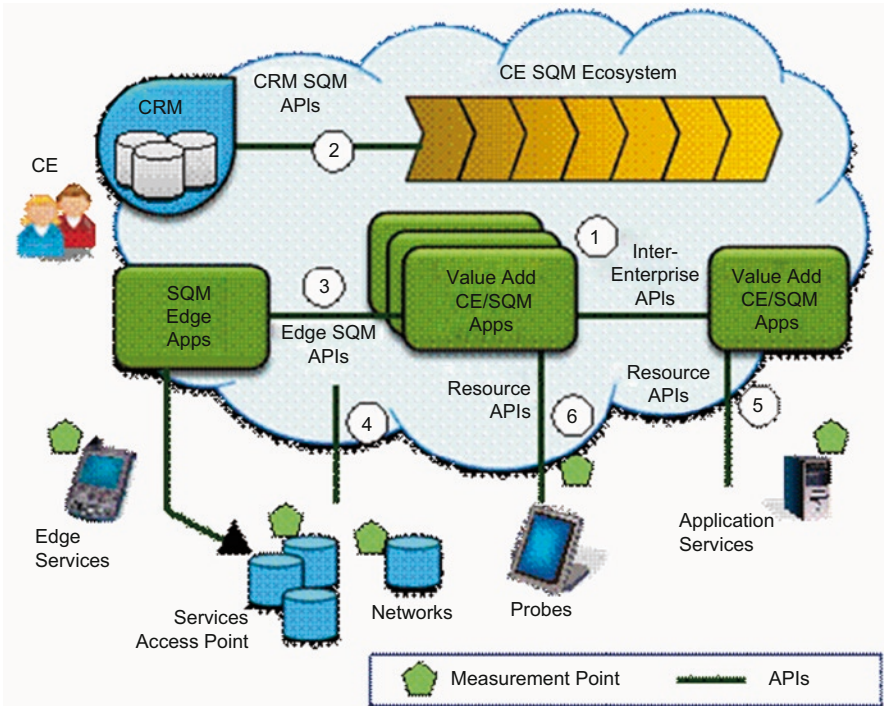 CRM SQM
APIs
CE SQM Ecosystem
CRM
2
CE
1
Inter-
Enterprise
APIs
SQM
Edge
Apps
3
Edge SQM
APIs
Value Add
CE/SQM
Apps
Value Add
CE/SQM
Apps
Resource
APIs
Resource
APIs
4
6
5
Edge
Services
Services
Access Point
Networks
Probes
Application
Services
Measurement Point
APIs